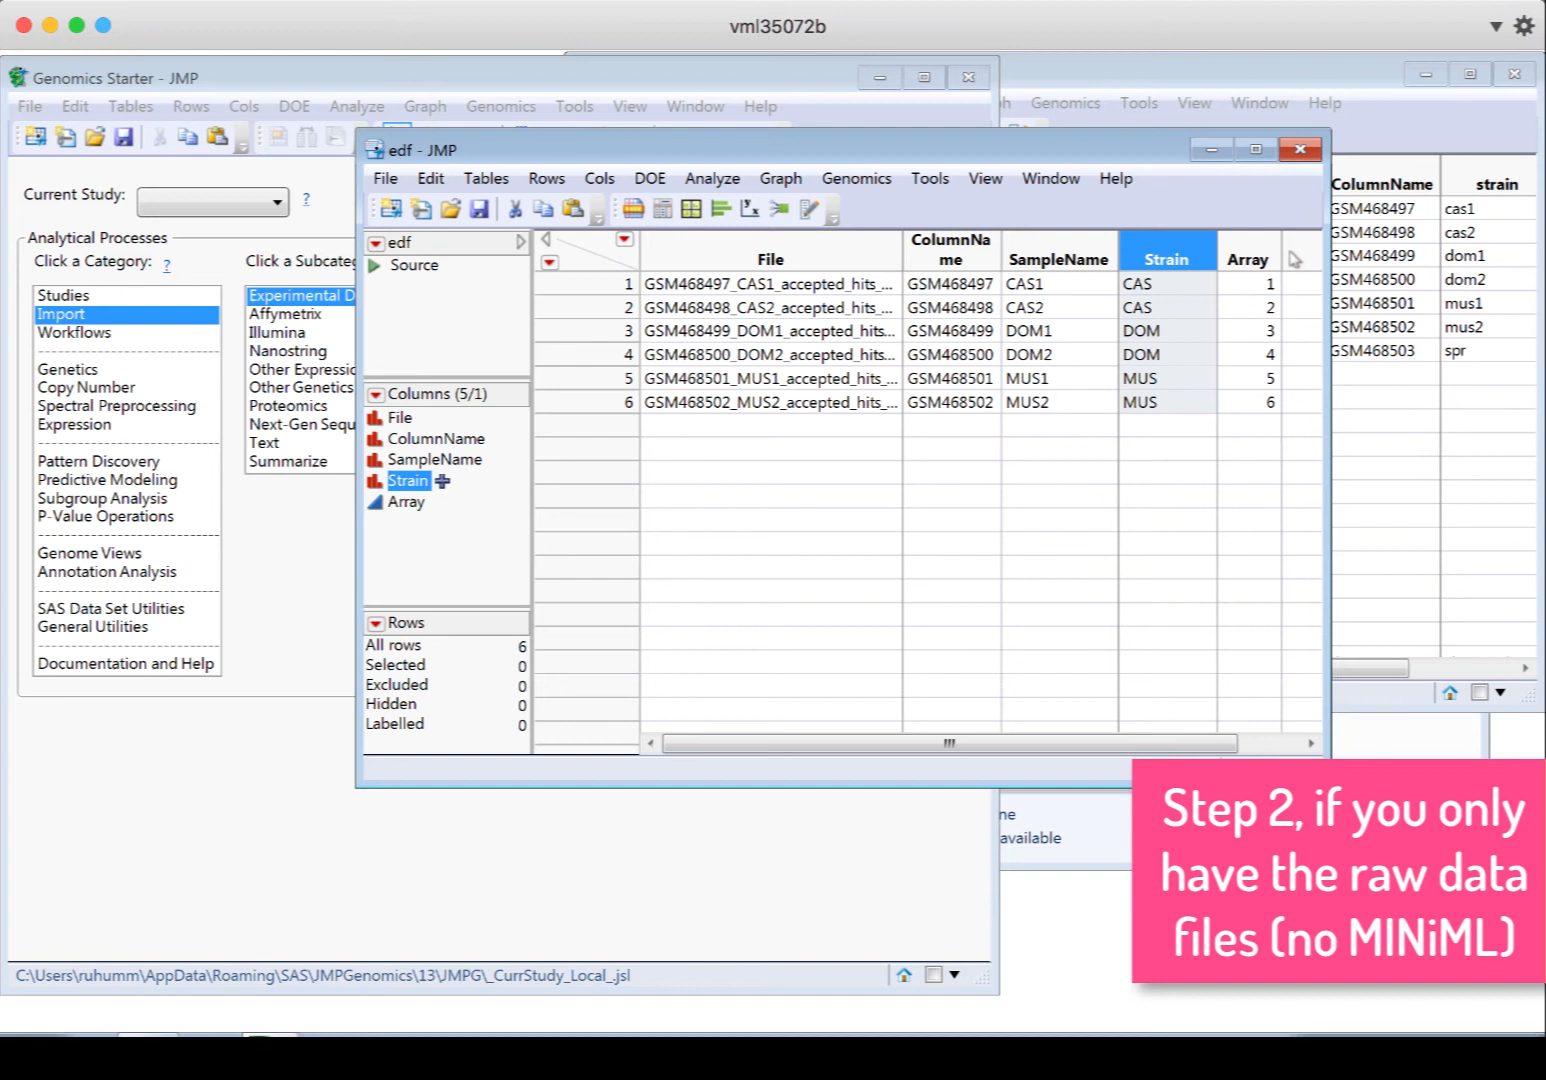 vml35072b
Genomics Starter - JMP
File Edit Tables Rows Cols DOE Analyze Graph Genomics Tools View Window Help
Genomics Tools View Window Help
Current Study:
?
Analytical Processes
Click a Category: ?
Click a Subcateg
Studies
Import
Workflows
Genetics
Copy Number
Spectral Preprocessing
Expression
Pattern Discovery
Predictive Modeling
Subgroup Analysis
P-Value Operations
Genome Views
Annotation Analysis
SAS Data Set Utilities
General Utilities
Documentation and Help
Experimental D
Affymetrix
Illumina
Nanostring
Other Expressio
Other Genetics
Proteomics
Next-Gen Sequ
Text
Summarize
edf - JMP
File Edit Tables Rows Cols DOE Analyze Graph Genomics Tools View Window Help
edf
Source
Columns (5/1)
File
ColumnName
SampleName
Strain
Array
Rows
All rows 6
Selected 0
Excluded 0
Hidden 0
Labelled 0
File ColumnName SampleName Strain Array
1 GSM468497_CAS1_accepted_hits_... GSM468497 CAS1 CAS 1
2 GSM468498_CAS2_accepted_hits_... GSM468498 CAS2 CAS 2
3 GSM468499_DOM1_accepted_hits... GSM468499 DOM1 DOM 3
4 GSM468500_DOM2_accepted_hits... GSM468500 DOM2 DOM 4
5 GSM468501_MUS1_accepted_hits_... GSM468501 MUS1 MUS 5
6 GSM468502_MUS2_accepted_hits_... GSM468502 MUS2 MUS 6
ColumnName strain
GSM468497 cas1
GSM468498 cas2
GSM468499 dom1
GSM468500 dom2
GSM468501 mus1
GSM468502 mus2
GSM468503 spr
ne
available
Step 2, if you only
have the raw data
files (no MINiML)
C:\Users\ruhumm\AppData\Roaming\SAS\JMPGenomics\13\JMPG\_CurrStudy_Local_.jsl